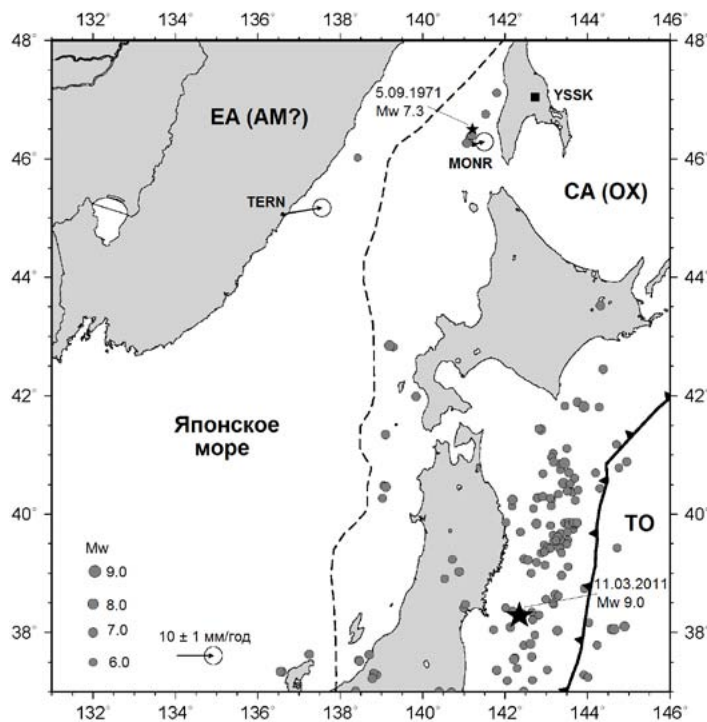 132˚ 134˚ 136˚ 138˚ 140˚ 142˚ 144˚ 146˚
48˚ 48˚
5.09.1971
Mw 7.3
YSSK
EA (AM?)
46˚ 46˚
MONR
TERN
CA (OX)
44˚ 44˚
42˚ 42˚
Японское
море
40˚ 40˚
TO
Mw
9.0
8.0
7.0
6.0
11.03.2011
Mw 9.0
38˚ 38˚
10 ± 1 мм/год
132˚ 134˚ 136˚ 138˚ 140˚ 142˚ 144˚ 146˚